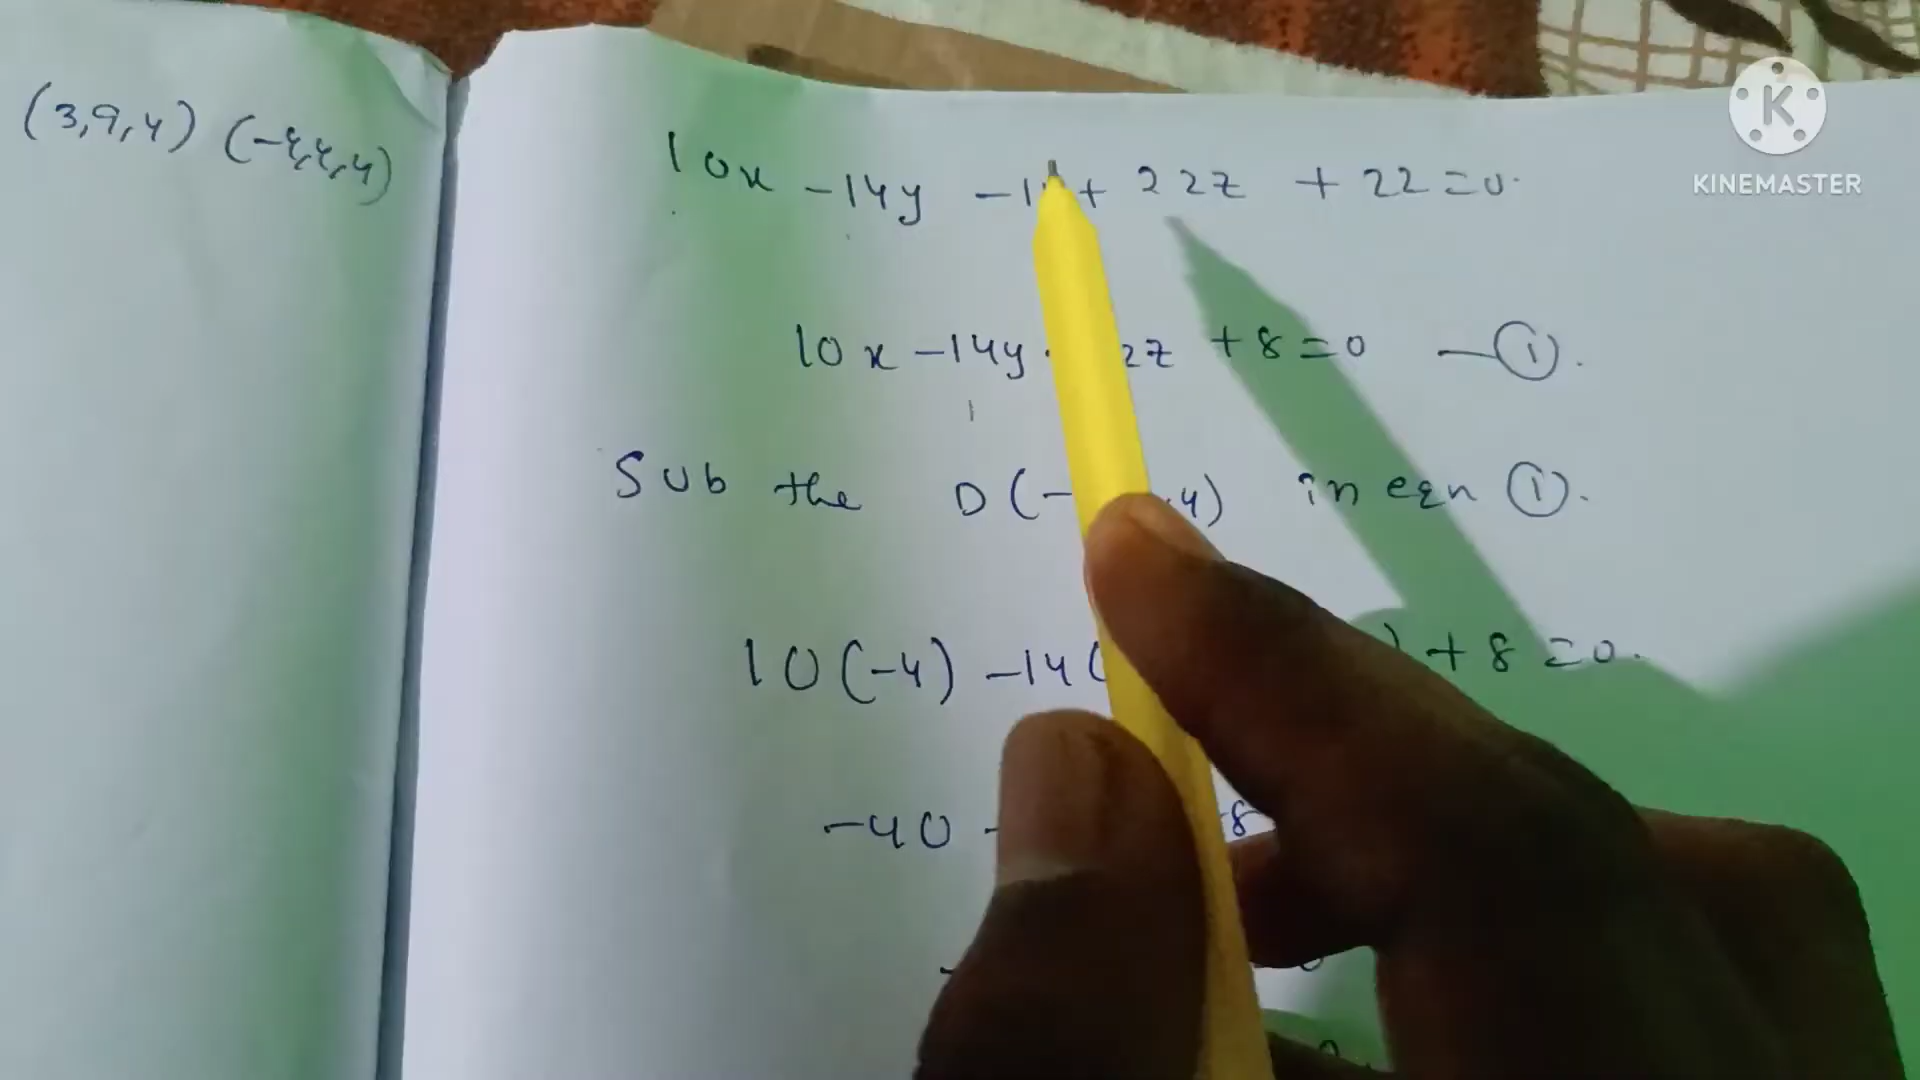 (3,9,4) (-4,4,4)
10x -14y -1 + 22z + 22=0.
10x -14y 2z +8=0 —①.
Sub the D(- ,4) in eqn ①.
10(-4) -14( ) +8=0.
-40 - 8
K
KINEMASTER